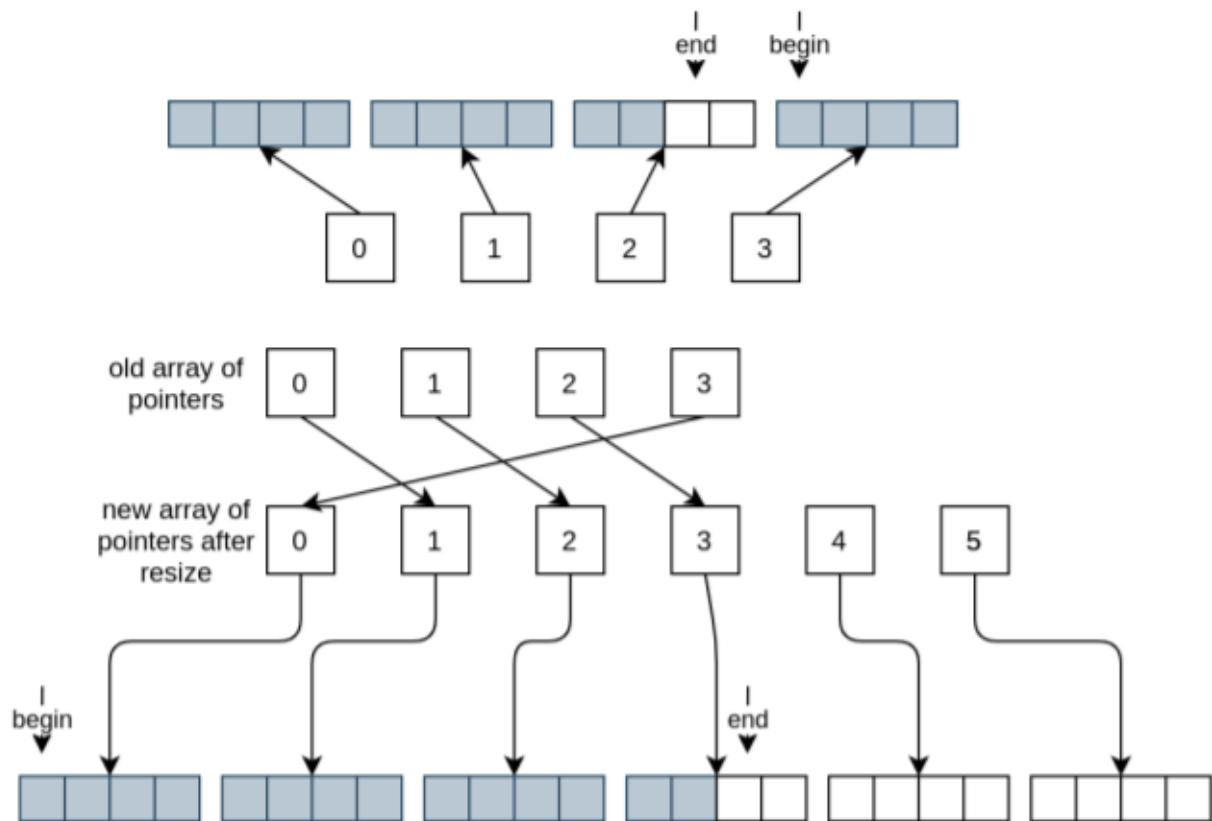 end
begin
0
1
2
3
old array of
pointers
0
1
2
3
new array of
pointers after
resize
0
1
2
3
4
5
begin
end